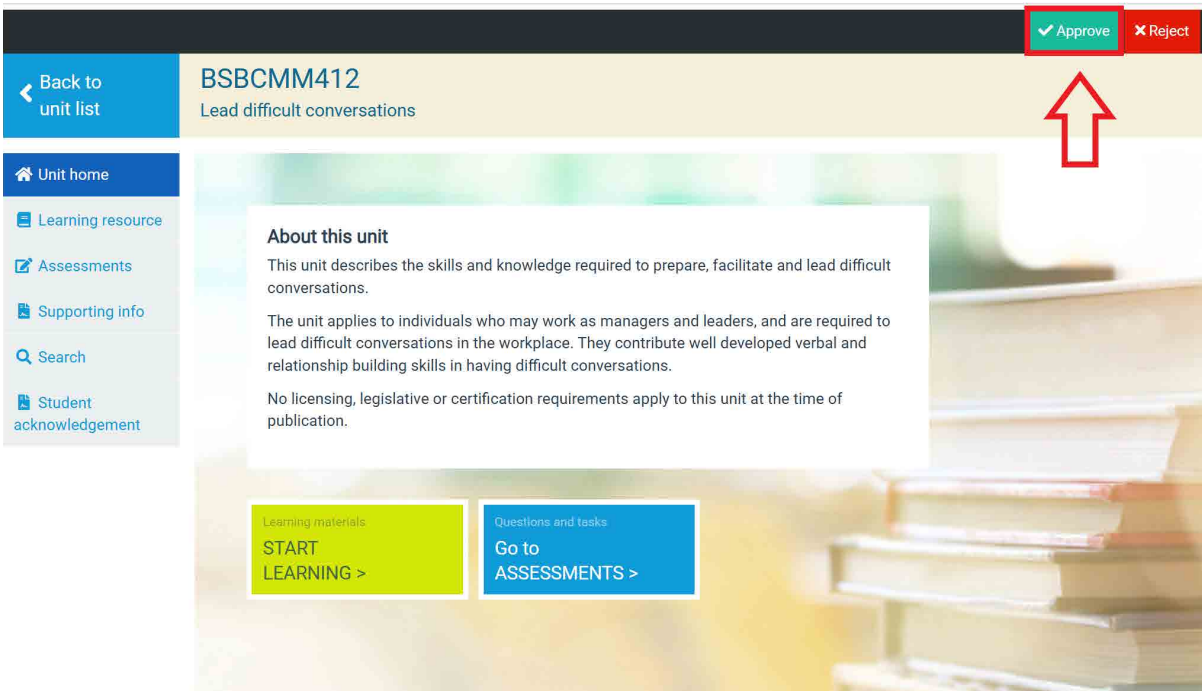 Approve
Reject
Back to
unit list
BSBCMM412
Lead difficult conversations
Unit home
Learning resource
Assessments
Supporting info
Search
Student
acknowledgement
About this unit
This unit describes the skills and knowledge required to prepare, facilitate and lead difficult
conversations.
The unit applies to individuals who may work as managers and leaders, and are required to
lead difficult conversations in the workplace. They contribute well developed verbal and
relationship building skills in having difficult conversations.
No licensing, legislative or certification requirements apply to this unit at the time of
publication.
Learning materials
START
LEARNING >
Questions and tasks
Go to
ASSESSMENTS >